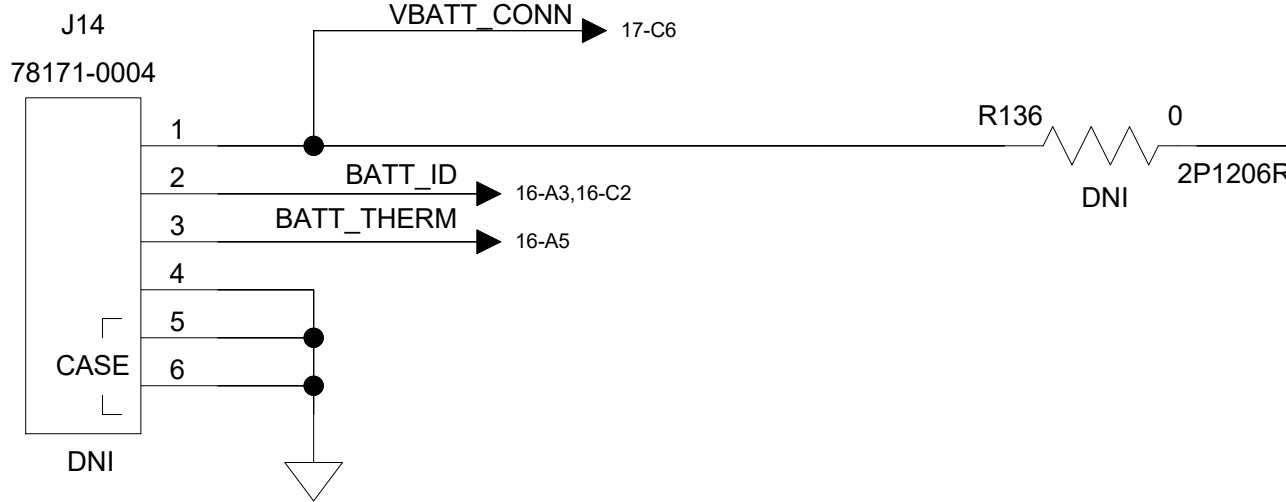 VBATT_CONN
17-C6
J14
78171-0004
1
R136
0
2
BATT_ID
16-A3,16-C2
2P1206R
DNI
3
BATT_THERM
16-A5
4
5
CASE
6
DNI